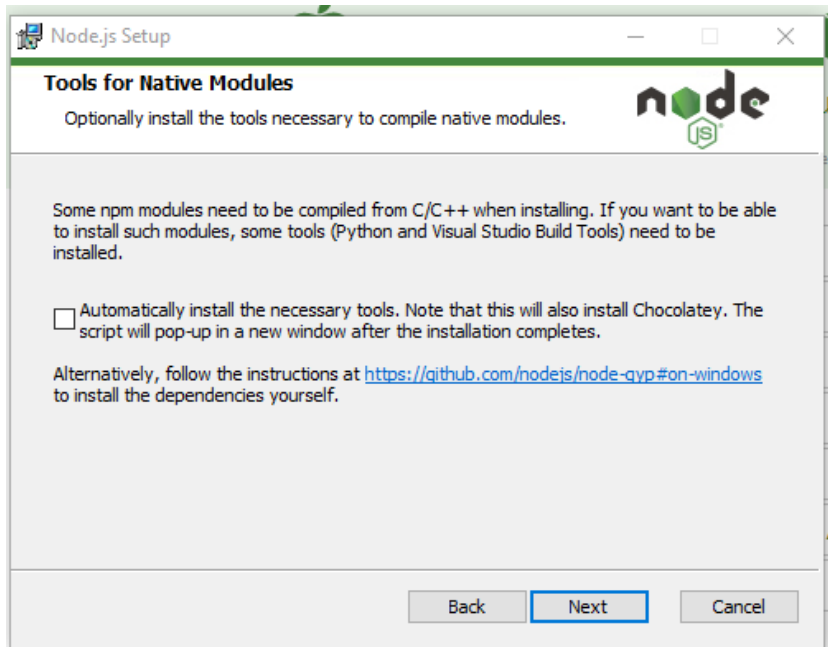 Node.js Setup
Tools for Native Modules
Optionally install the tools necessary to compile native modules.
node
JS
Some npm modules need to be compiled from C/C++ when installing. If you want to be able
to install such modules, some tools (Python and Visual Studio Build Tools) need to be
installed.
Automatically install the necessary tools. Note that this will also install Chocolatey. The
script will pop-up in a new window after the installation completes.
Alternatively, follow the instructions at https://github.com/nodejs/node-gyp#on-windows
to install the dependencies yourself.
Back Next Cancel